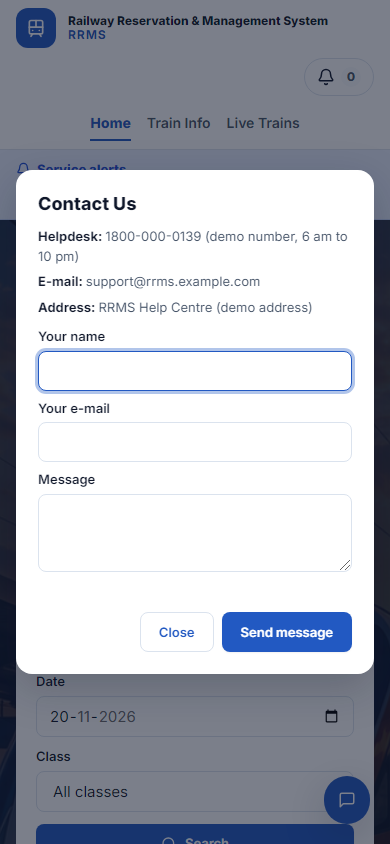 Railway Reservation & Management System
RRMS
0
Home Train Info Live Trains
Service alerts
Contact Us
Helpdesk: 1800-000-0139 (demo number, 6 am to
10 pm)
E-mail: support@rrms.example.com
Address: RRMS Help Centre (demo address)
Your name
Your e-mail
Message
Close Send message
Date
20-11-2026
Class
All classes
Search